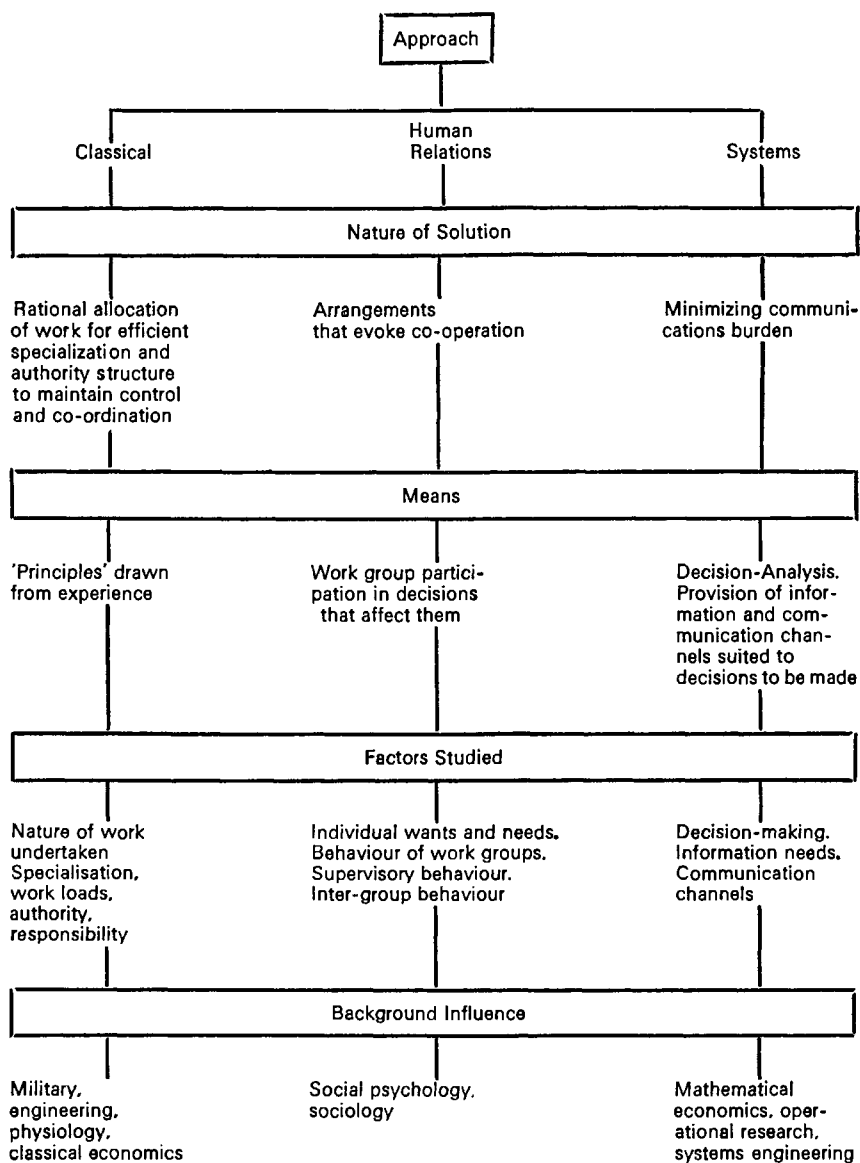 Approach
Classical
Human
Relations
Systems
Nature of Solution
Rational allocation
of work for efficient
specialization and
authority structure
to maintain control
and co-ordination
Arrangements
that evoke co-operation
Minimizing communi-
cations burden
Means
'Principles' drawn
from experience
Work group partici-
pation in decisions
that affect them
Decision-Analysis.
Provision of infor-
mation and com-
munication chan-
nels suited to
decisions to be made
Factors Studied
Nature of work
undertaken
Specialisation,
work loads,
authority,
responsibility
Individual wants and needs.
Behaviour of work groups.
Supervisory behaviour.
Inter-group behaviour
Decision-making.
Information needs.
Communication
channels
Background Influence
Military,
engineering,
physiology,
classical economics
Social psychology,
sociology
Mathematical
economics, oper-
ational research,
systems engineering